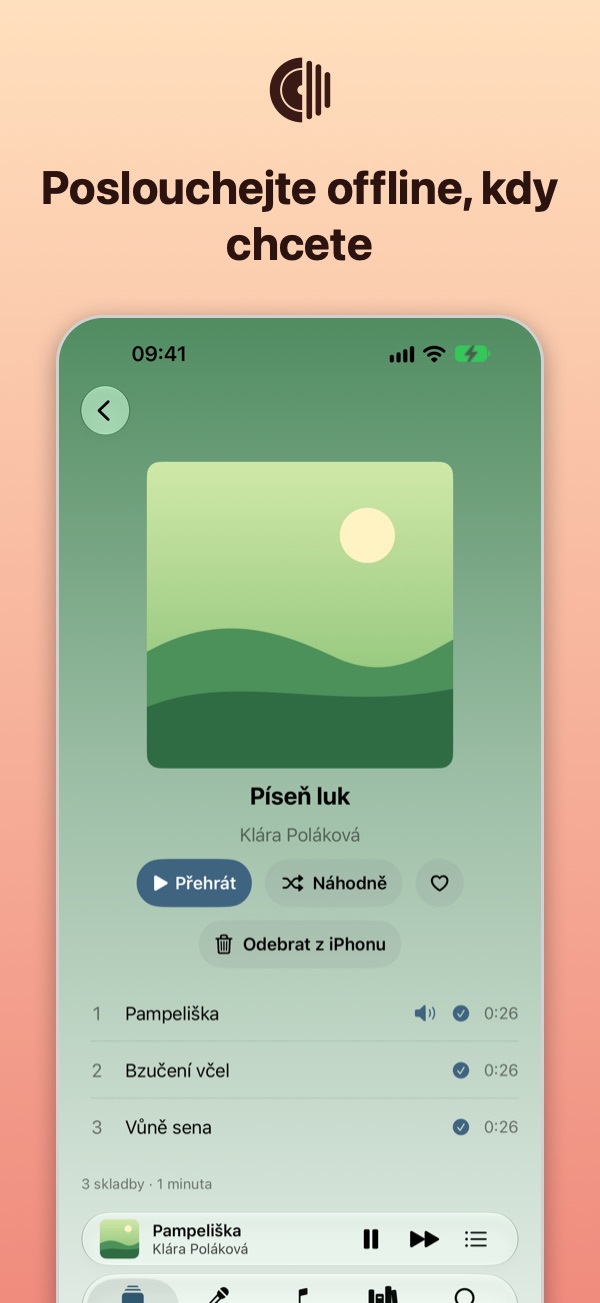 Poslouchejte offline, kdy
chcete
09:41
Píseň luk
Klára Poláková
Přehrát
Náhodně
Odebrat z iPhonu
1 Pampeliška 0:26
2 Bzučení včel 0:26
3 Vůně sena 0:26
3 skladby · 1 minuta
Pampeliška
Klára Poláková